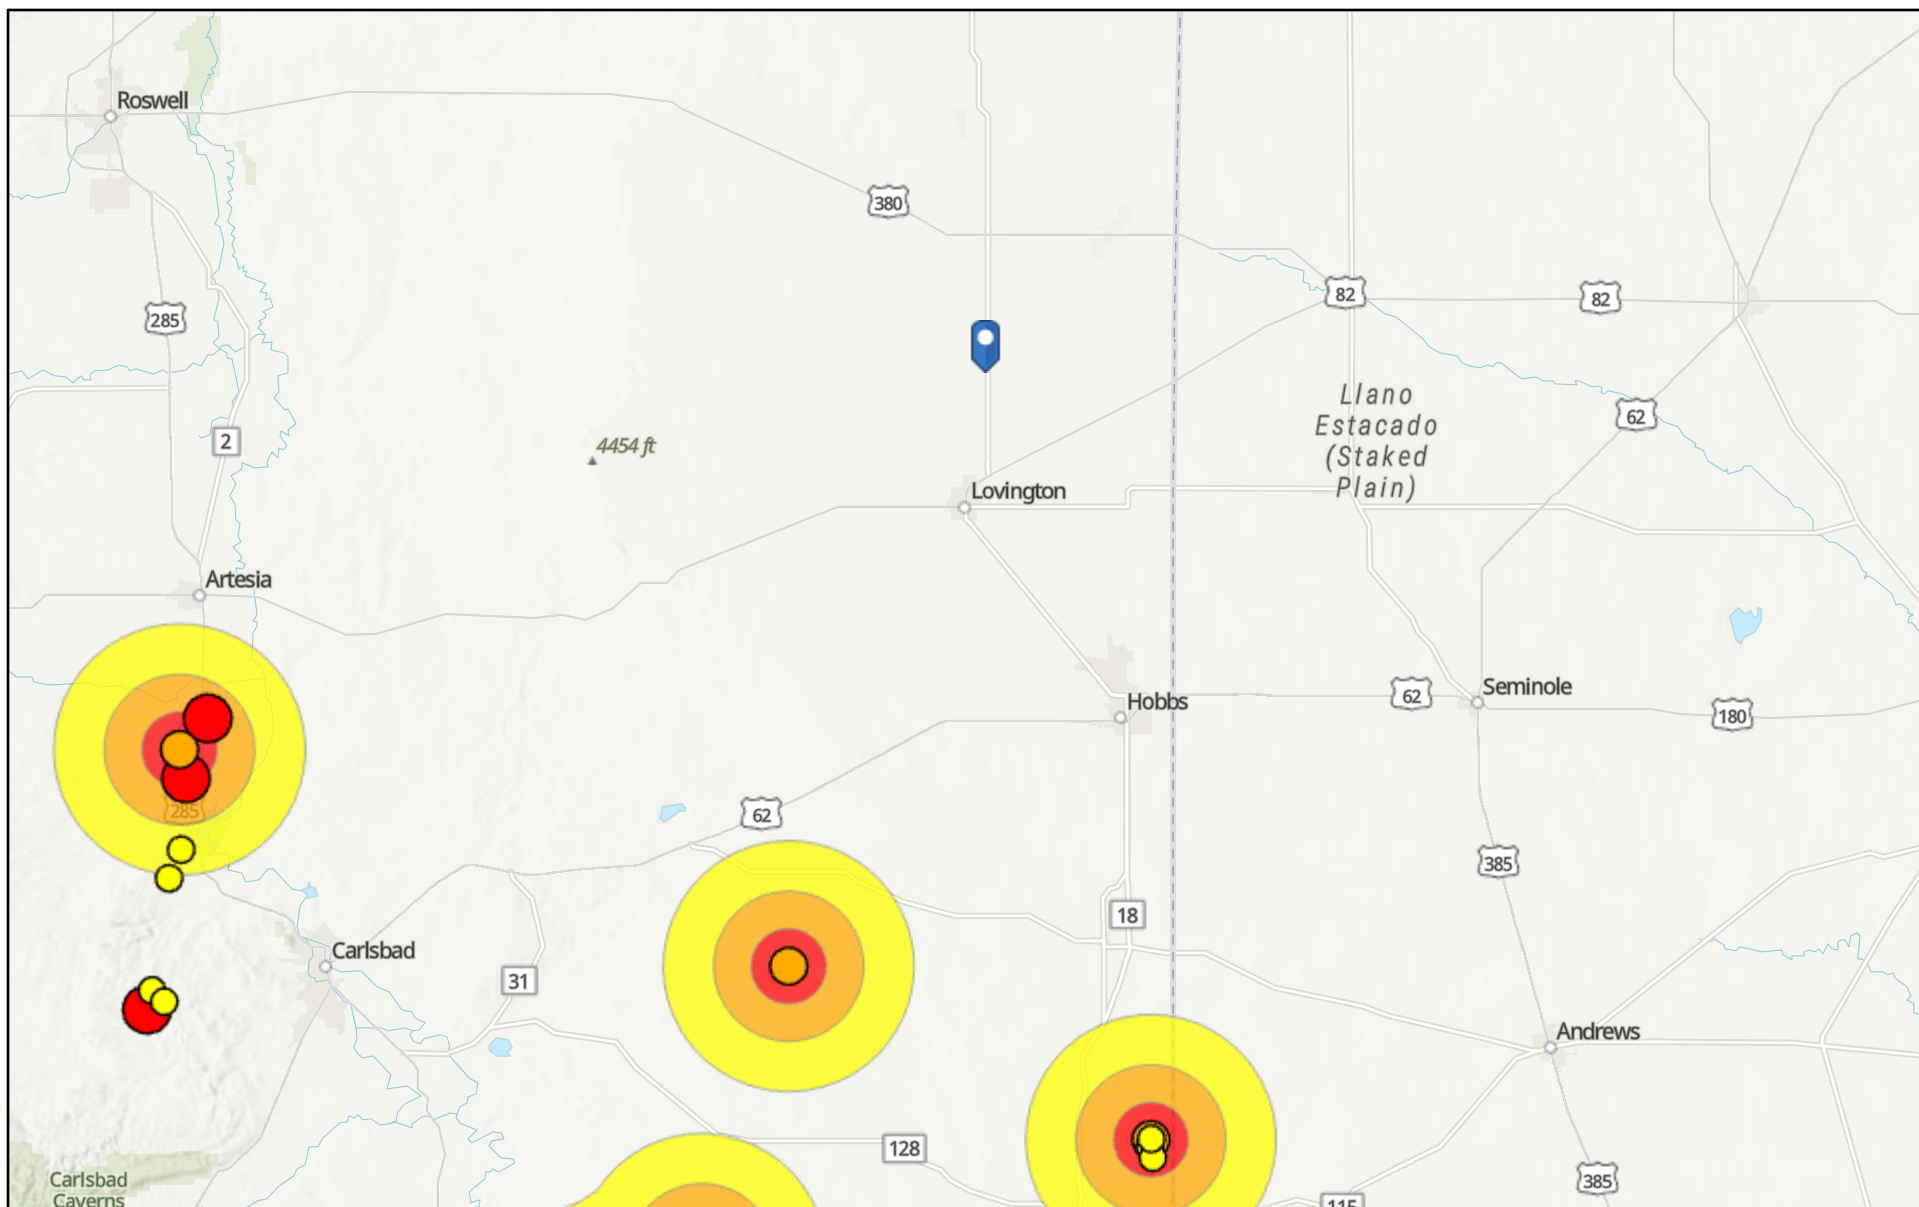 Roswell
380
285
82
82
Llano
Estacado
(Staked
Plain)
62
2
4454 ft
Lovington
Artesia
Hobbs
62
Seminole
180
285
62
385
18
Carlsbad
31
Andrews
128
385
Carlsbad
Caverns
115